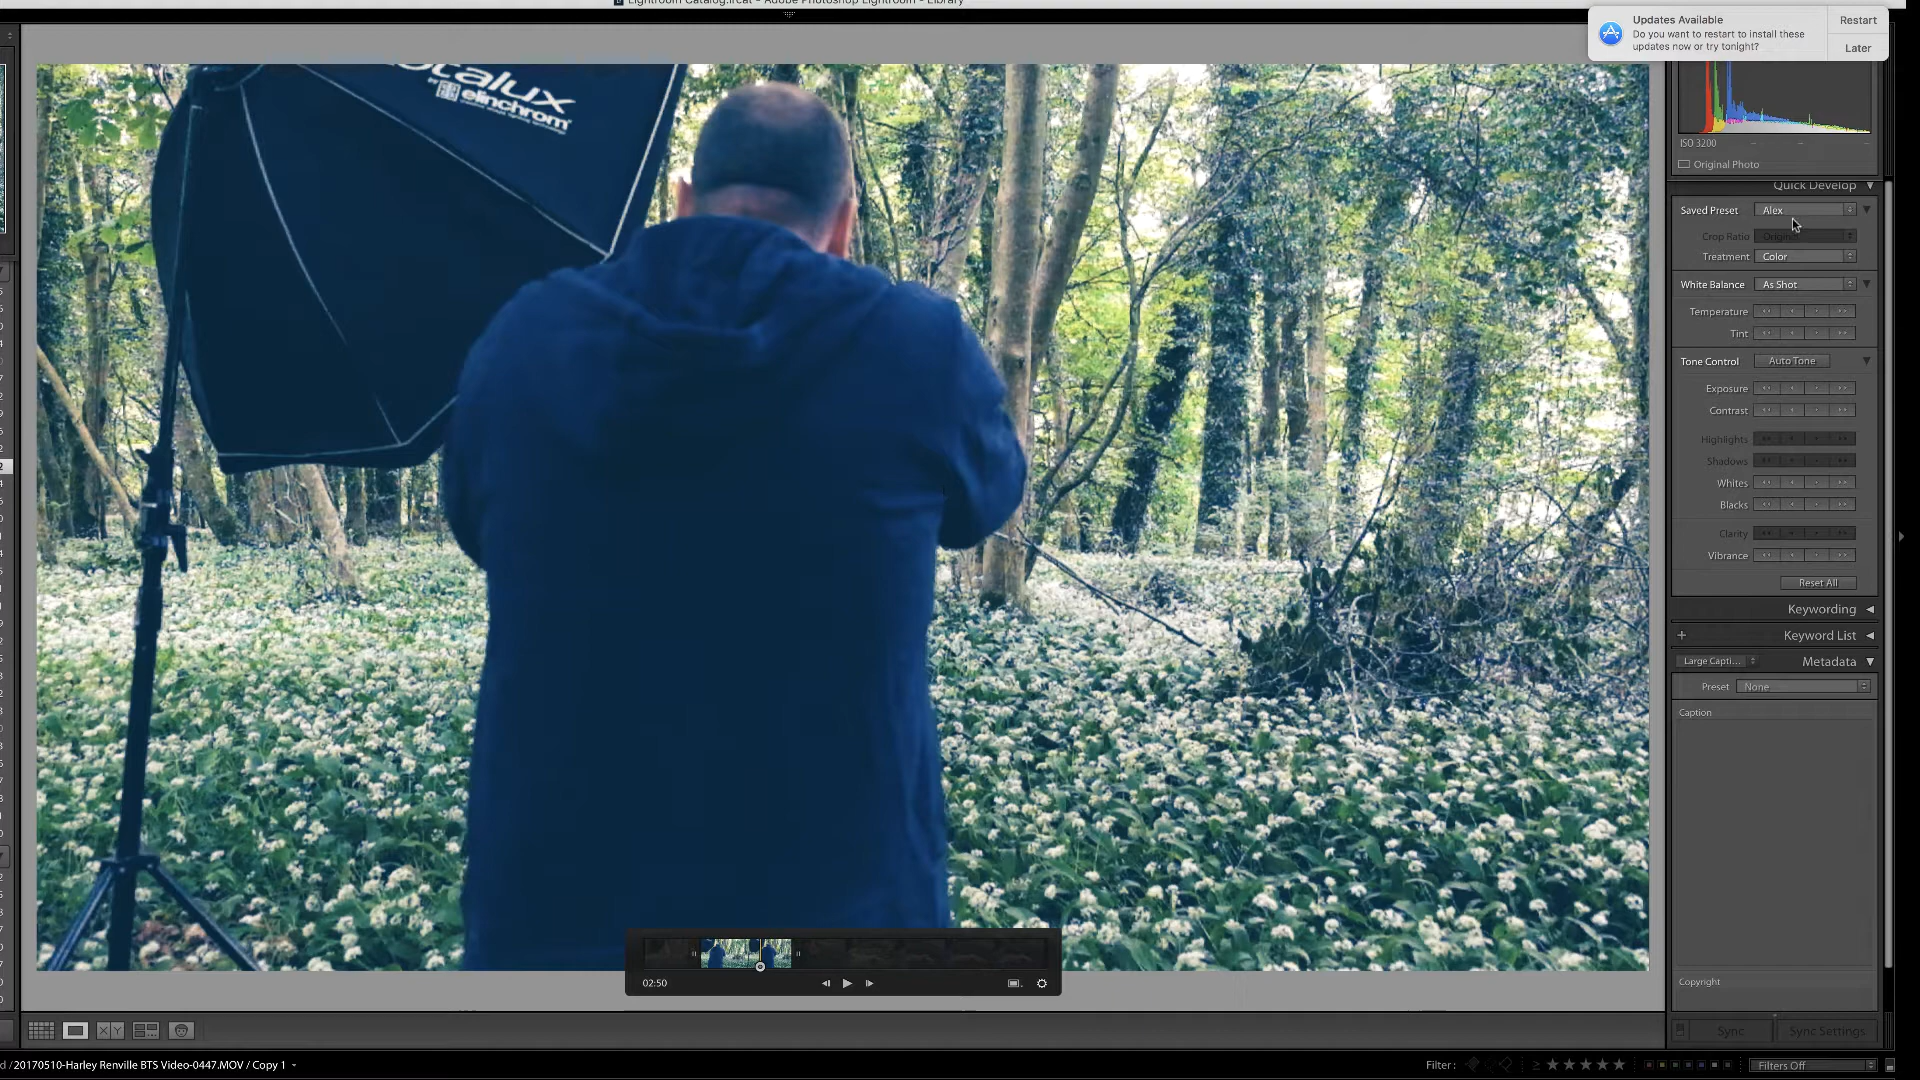 Lightroom Catalog.lrcat - Adobe Photoshop Lightroom - Library
Updates Available
Do you want to restart to install these
updates now or try tonight?
Restart
Later
ISO 3200
Original Photo
Quick Develop
Saved Preset Alex
Crop Ratio Original
Treatment Color
White Balance As Shot
Temperature
Tint
Tone Control Auto Tone
Exposure
Contrast
Highlights
Shadows
Whites
Blacks
Clarity
Vibrance
Reset All
Keywording
+ Keyword List
Large Capti... Metadata
Preset None
Caption
Copyright
Sync Sync Settings
elinchrom
02:50
XY
/20170510-Harley Renville BTS Video-0447.MOV / Copy 1
Filter:
Filters Off